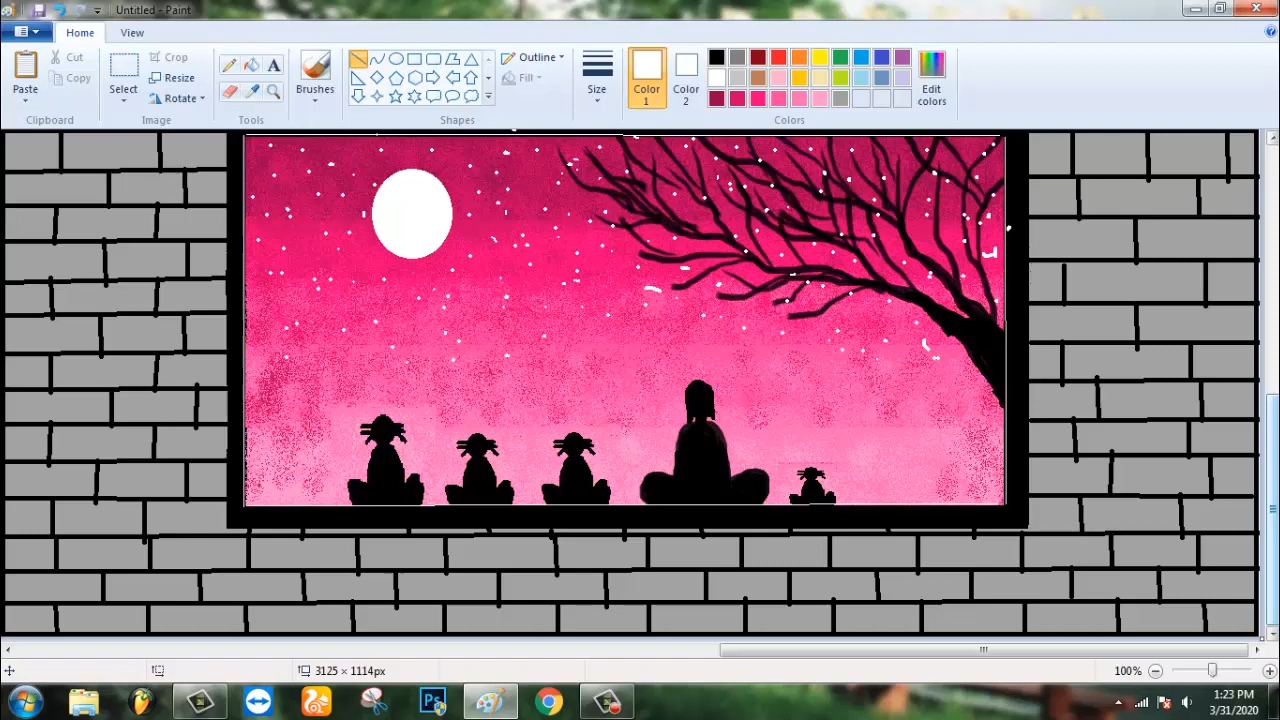 Untitled - Paint
Home View
Paste
Cut
Copy
Clipboard
Select
Crop
Resize
Rotate
Image
Tools
Brushes
Shapes
Outline
Fill
Size
Color 1
Color 2
Edit colors
Colors
3125 × 1114px
100%
Ps
1:23 PM
3/31/2020